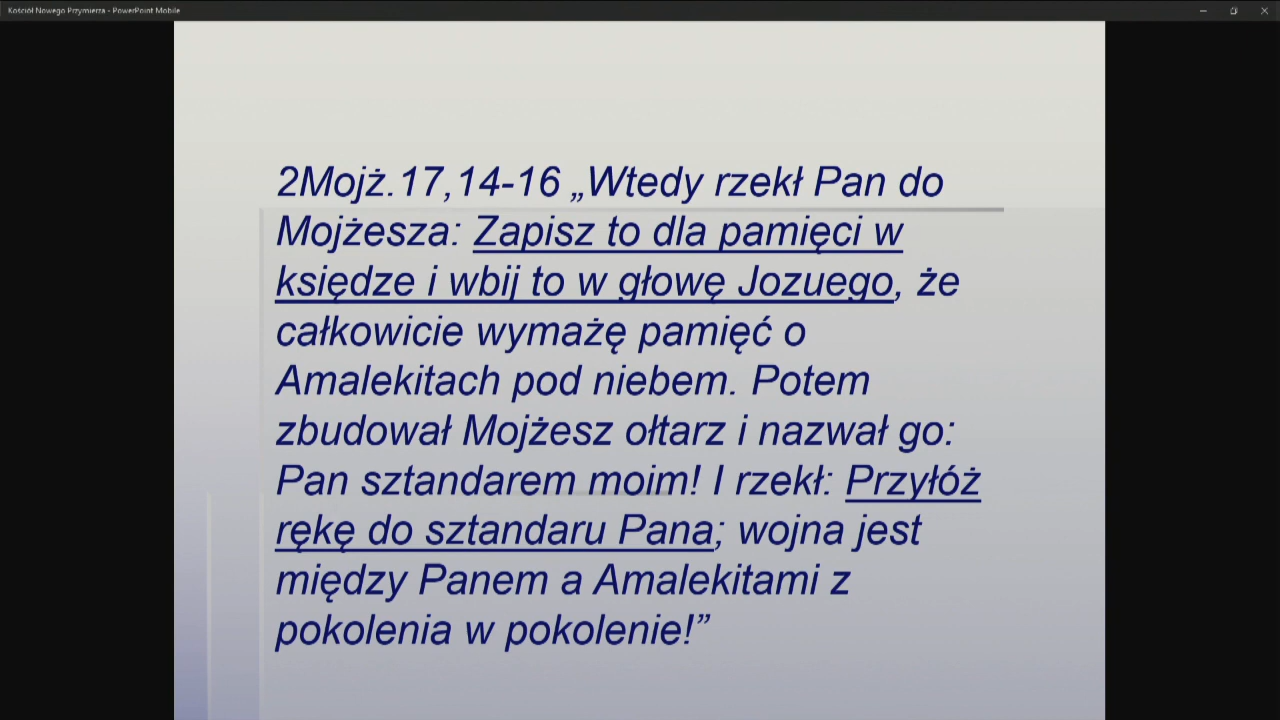 Kościół Nowego Przymierza - PowerPoint Mobile
2Mojż.17,14-16 „Wtedy rzekł Pan do
Mojżesza: Zapisz to dla pamięci w
księdze i wbij to w głowę Jozuego, że
całkowicie wymażę pamięć o
Amalekitach pod niebem. Potem
zbudował Mojżesz ołtarz i nazwał go:
Pan sztandarem moim! I rzekł: Przyłóż
rękę do sztandaru Pana; wojna jest
między Panem a Amalekitami z
pokolenia w pokolenie!”